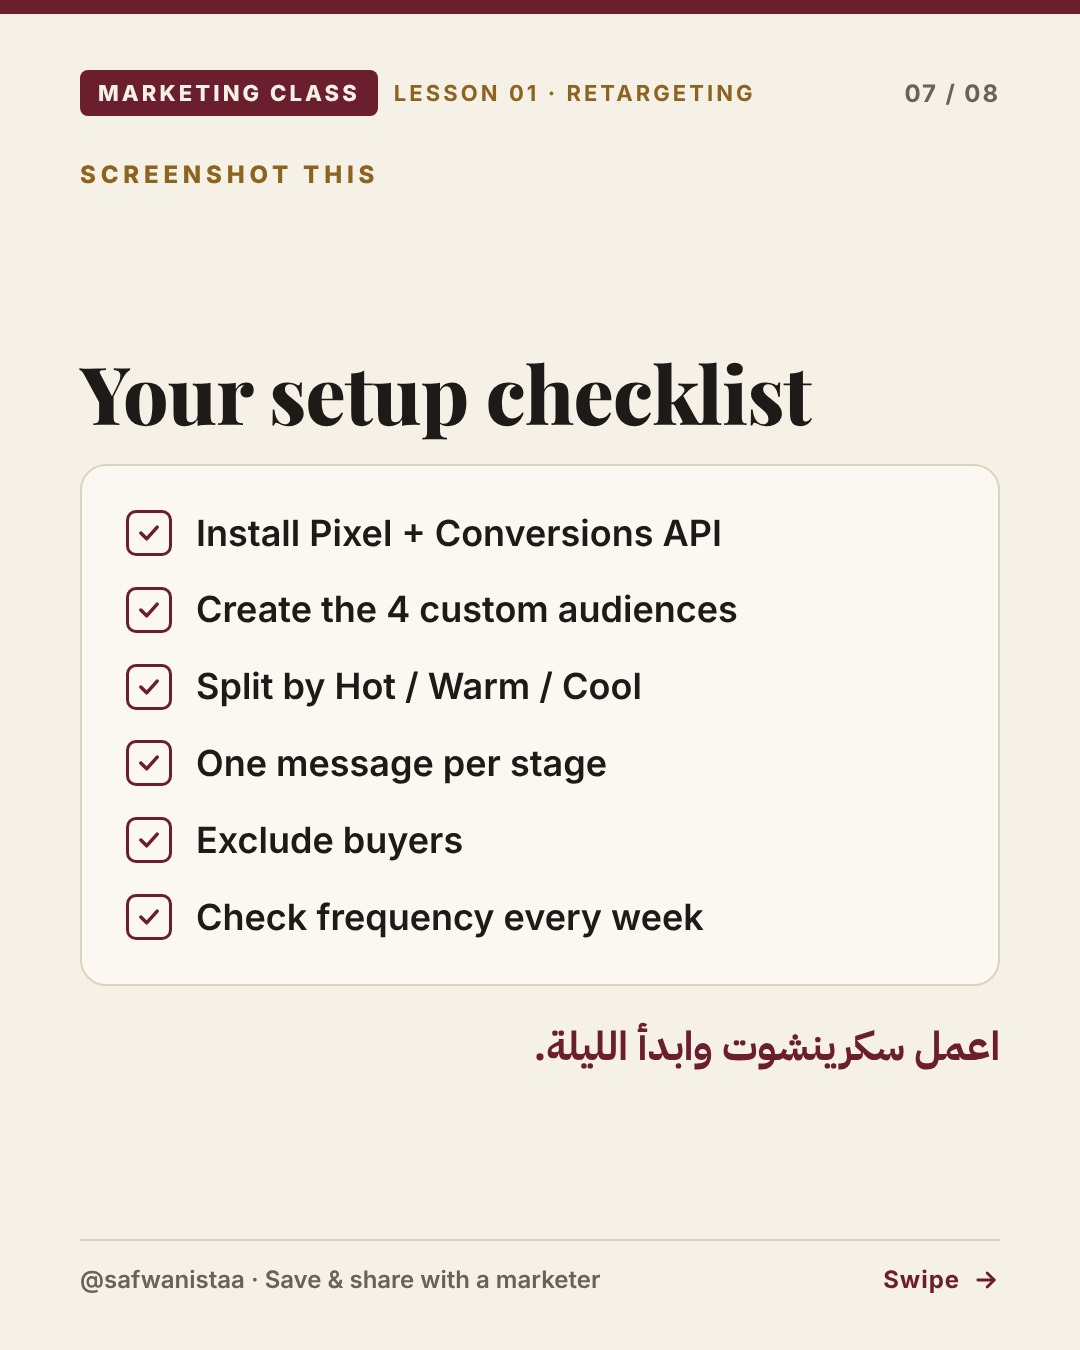 MARKETING CLASS LESSON 01 · RETARGETING 07 / 08
SCREENSHOT THIS
Your setup checklist
Install Pixel + Conversions API
Create the 4 custom audiences
Split by Hot / Warm / Cool
One message per stage
Exclude buyers
Check frequency every week
اعمل سكرينشوت وابدأ الليلة.
@safwanistaa · Save & share with a marketer Swipe →